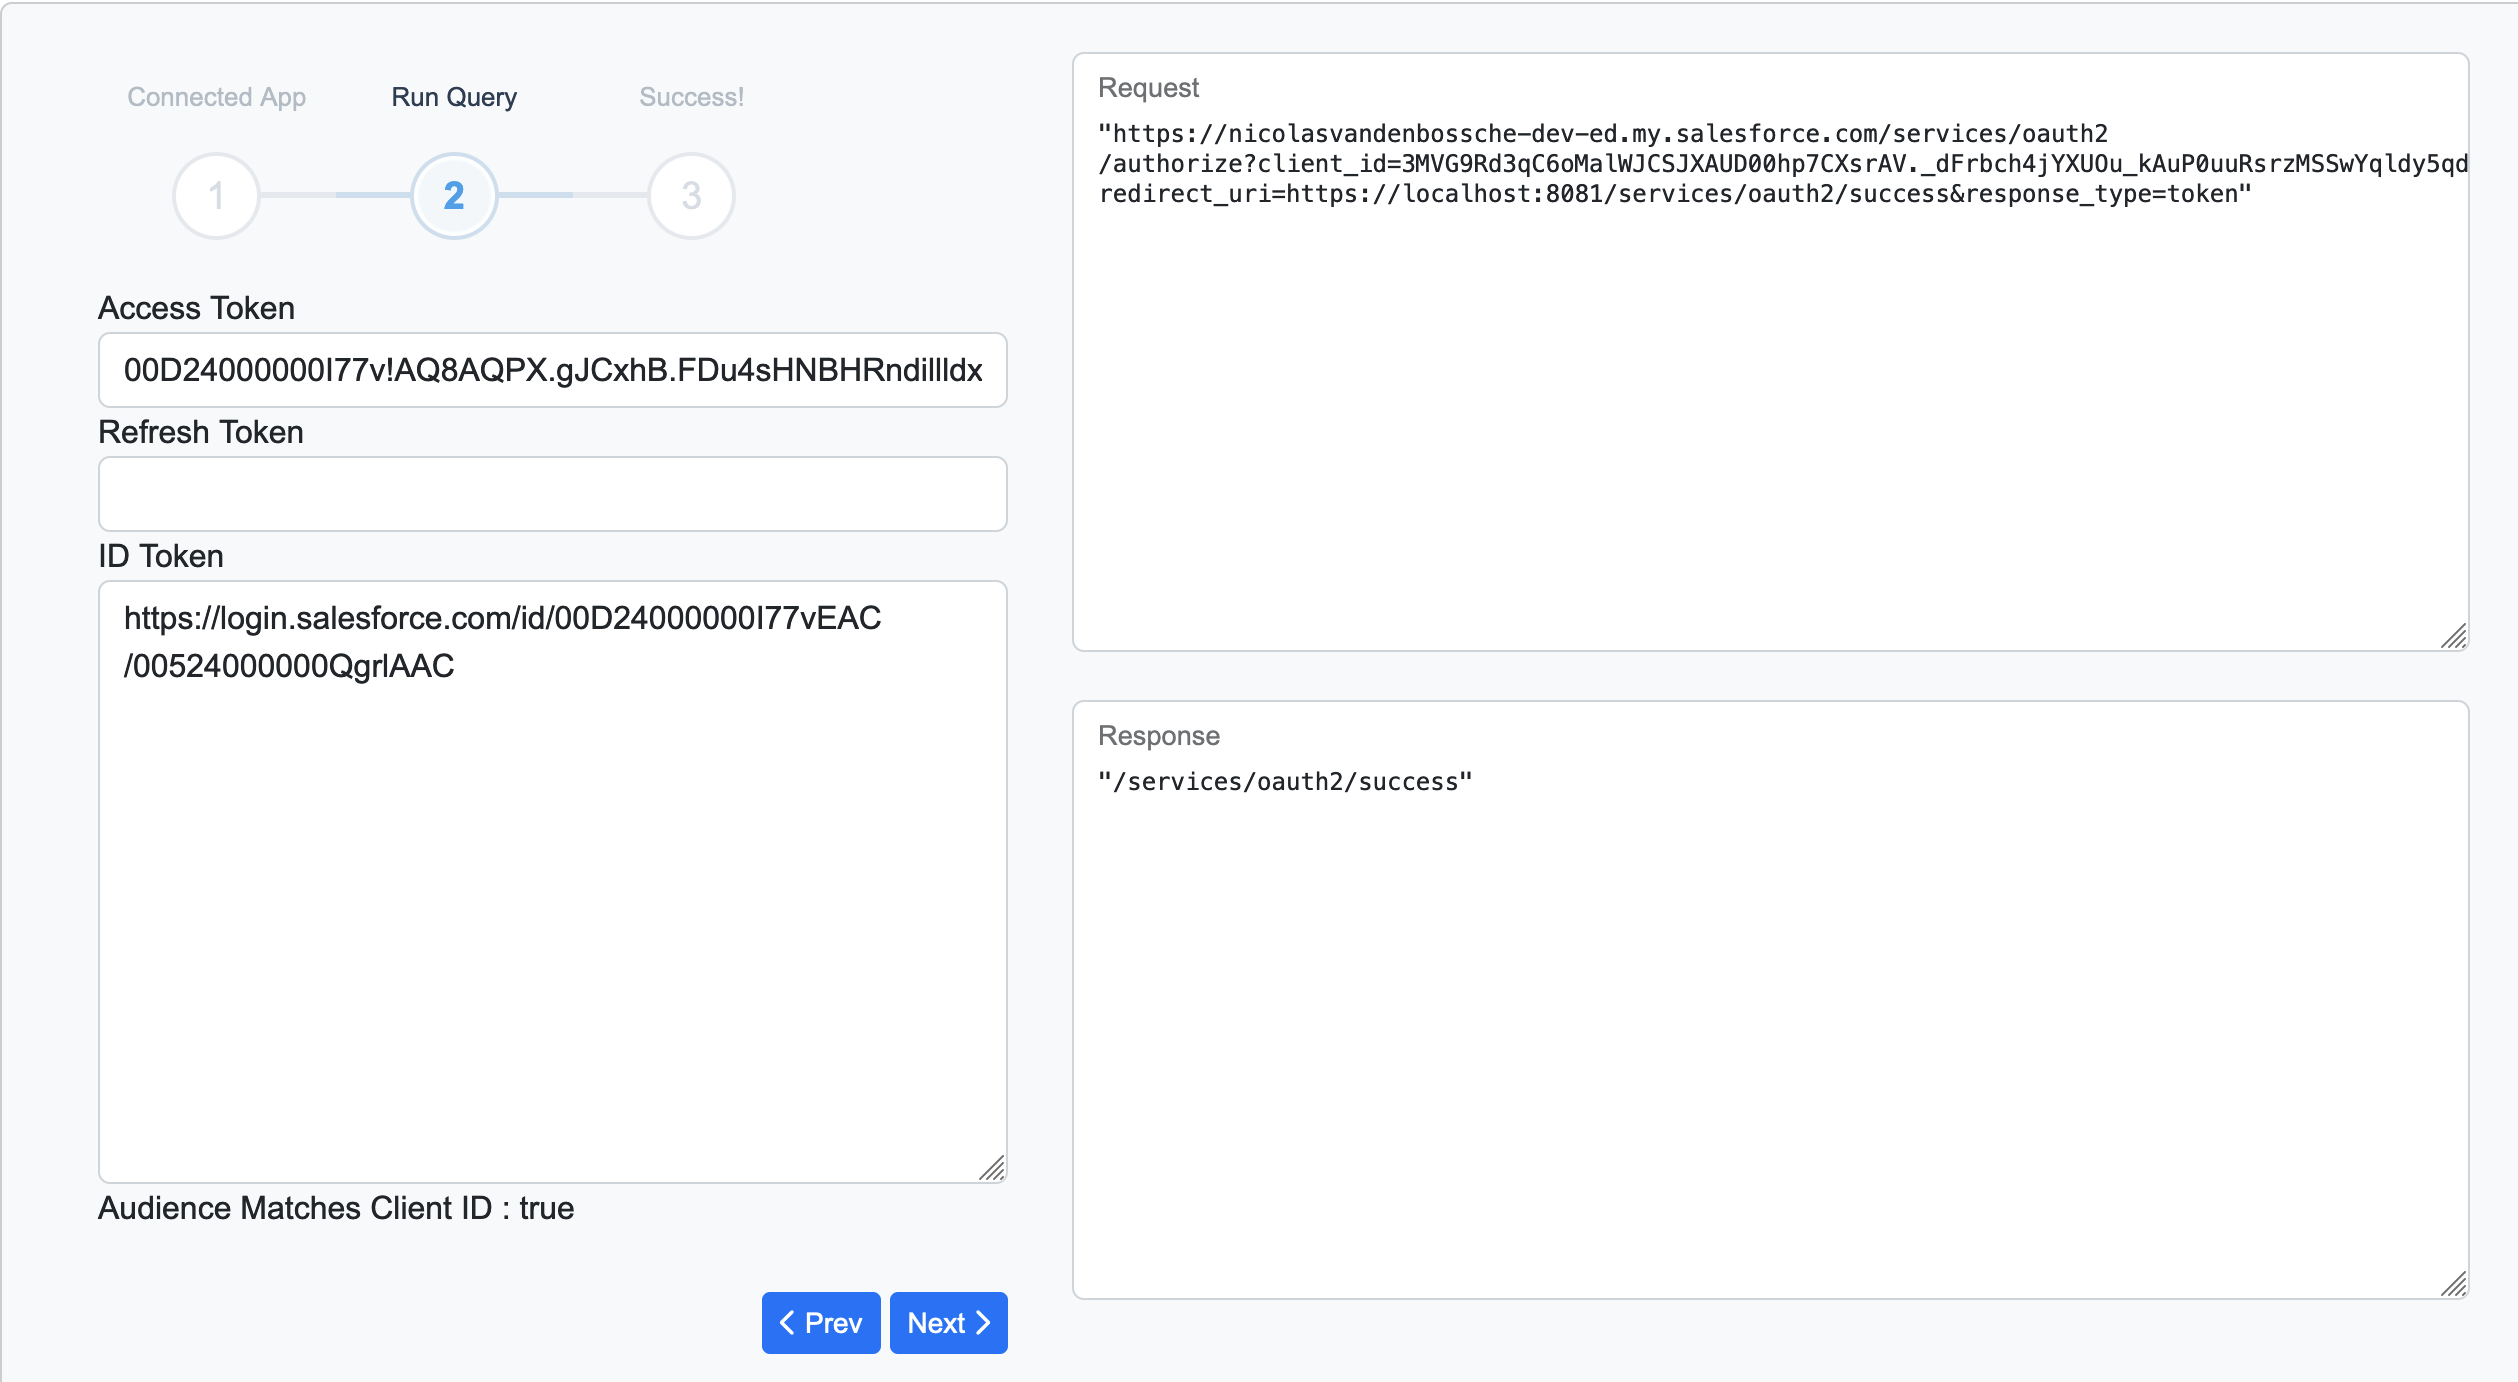 Connected App
Run Query
Success!
1
2
3
Access Token
00D24000000I77v!AQ8AQPX.gJCxhB.FDu4sHNBHRndillIdx
Refresh Token
ID Token
https://login.salesforce.com/id/00D24000000I77vEAC
/00524000000QgrlAAC
Audience Matches Client ID : true
Prev
Next
Request
"https://nicolasvandenbossche-dev-ed.my.salesforce.com/services/oauth2
/authorize?client_id=3MVG9Rd3qC6oMalWJCSJXAUD00hp7CXsrAV._dFrbch4jYXUOu_kAuP0uuRsrzMSSwYqldy5qd
redirect_uri=https://localhost:8081/services/oauth2/success&response_type=token"
Response
"/services/oauth2/success"